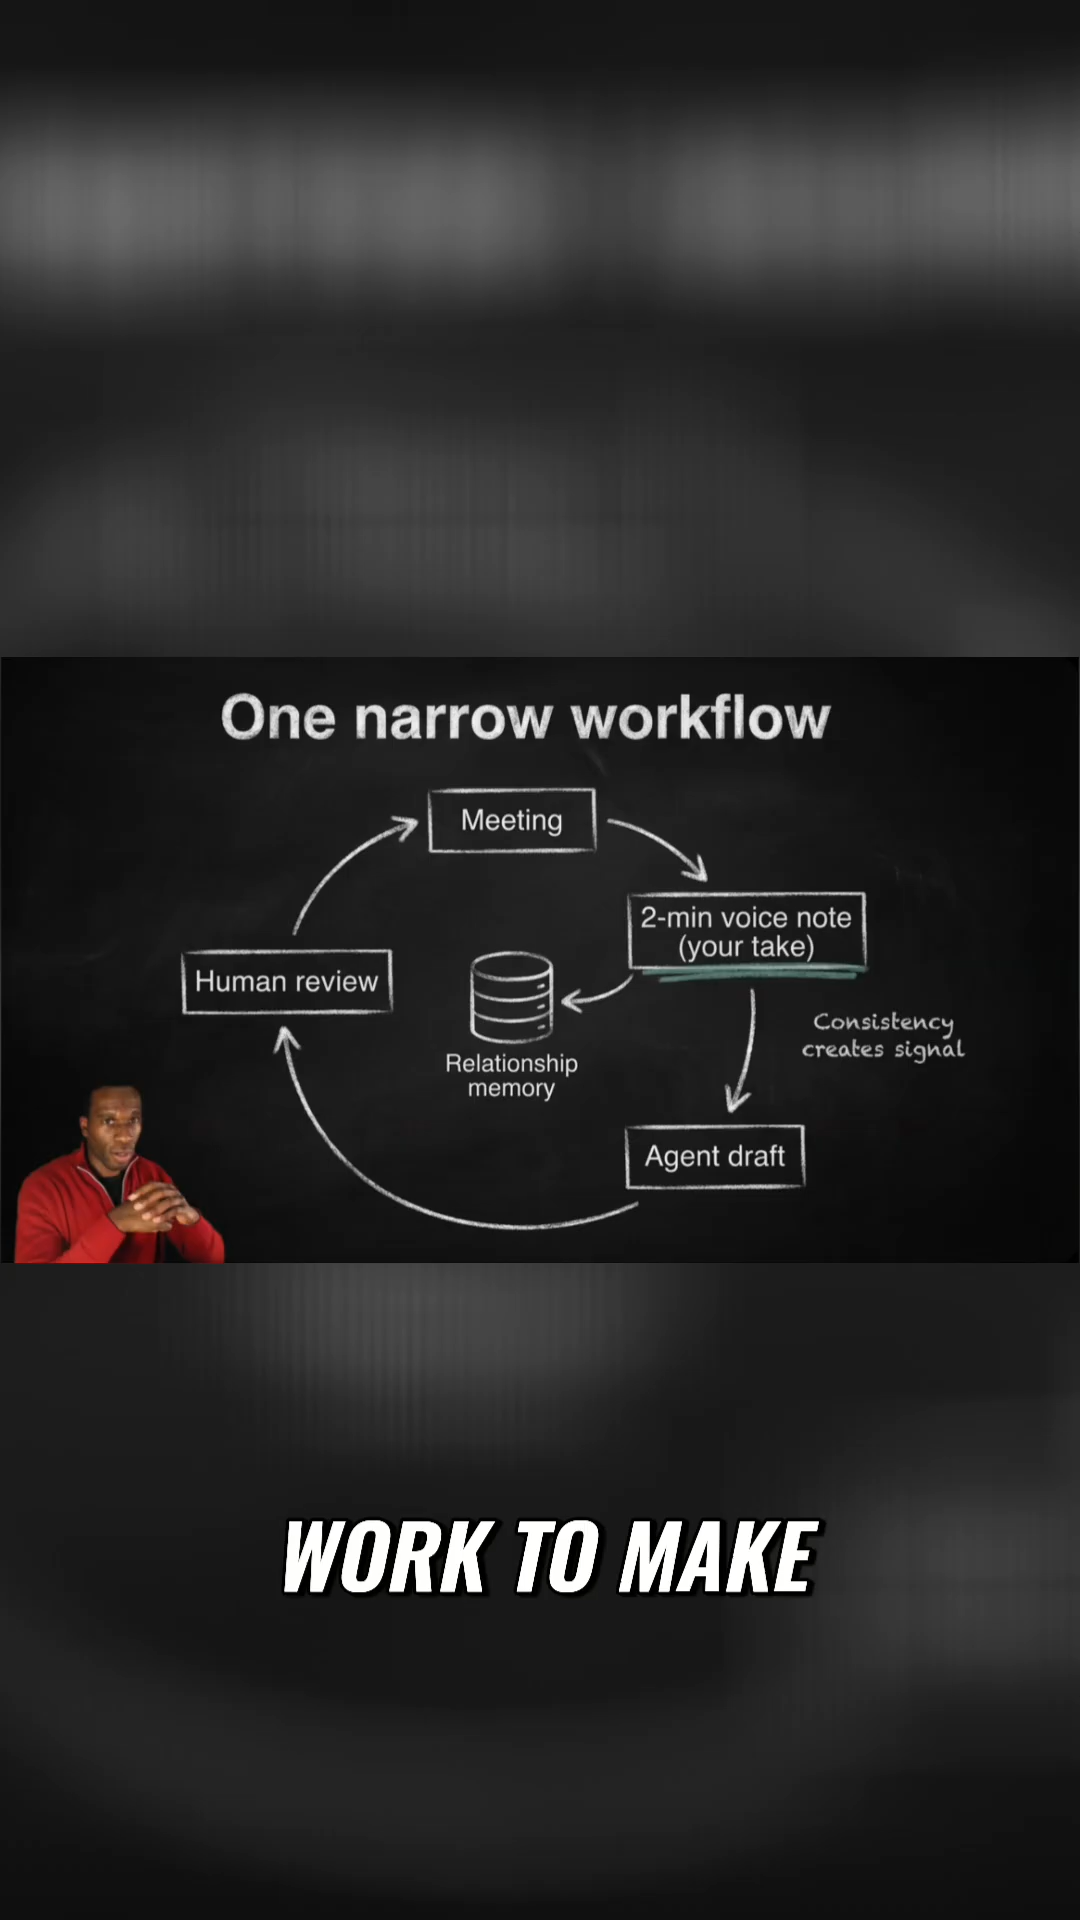 One narrow workflow
Meeting
2-min voice note
(your take)
Human review
Relationship
memory
Consistency
creates signal
Agent draft
WORK TO MAKE